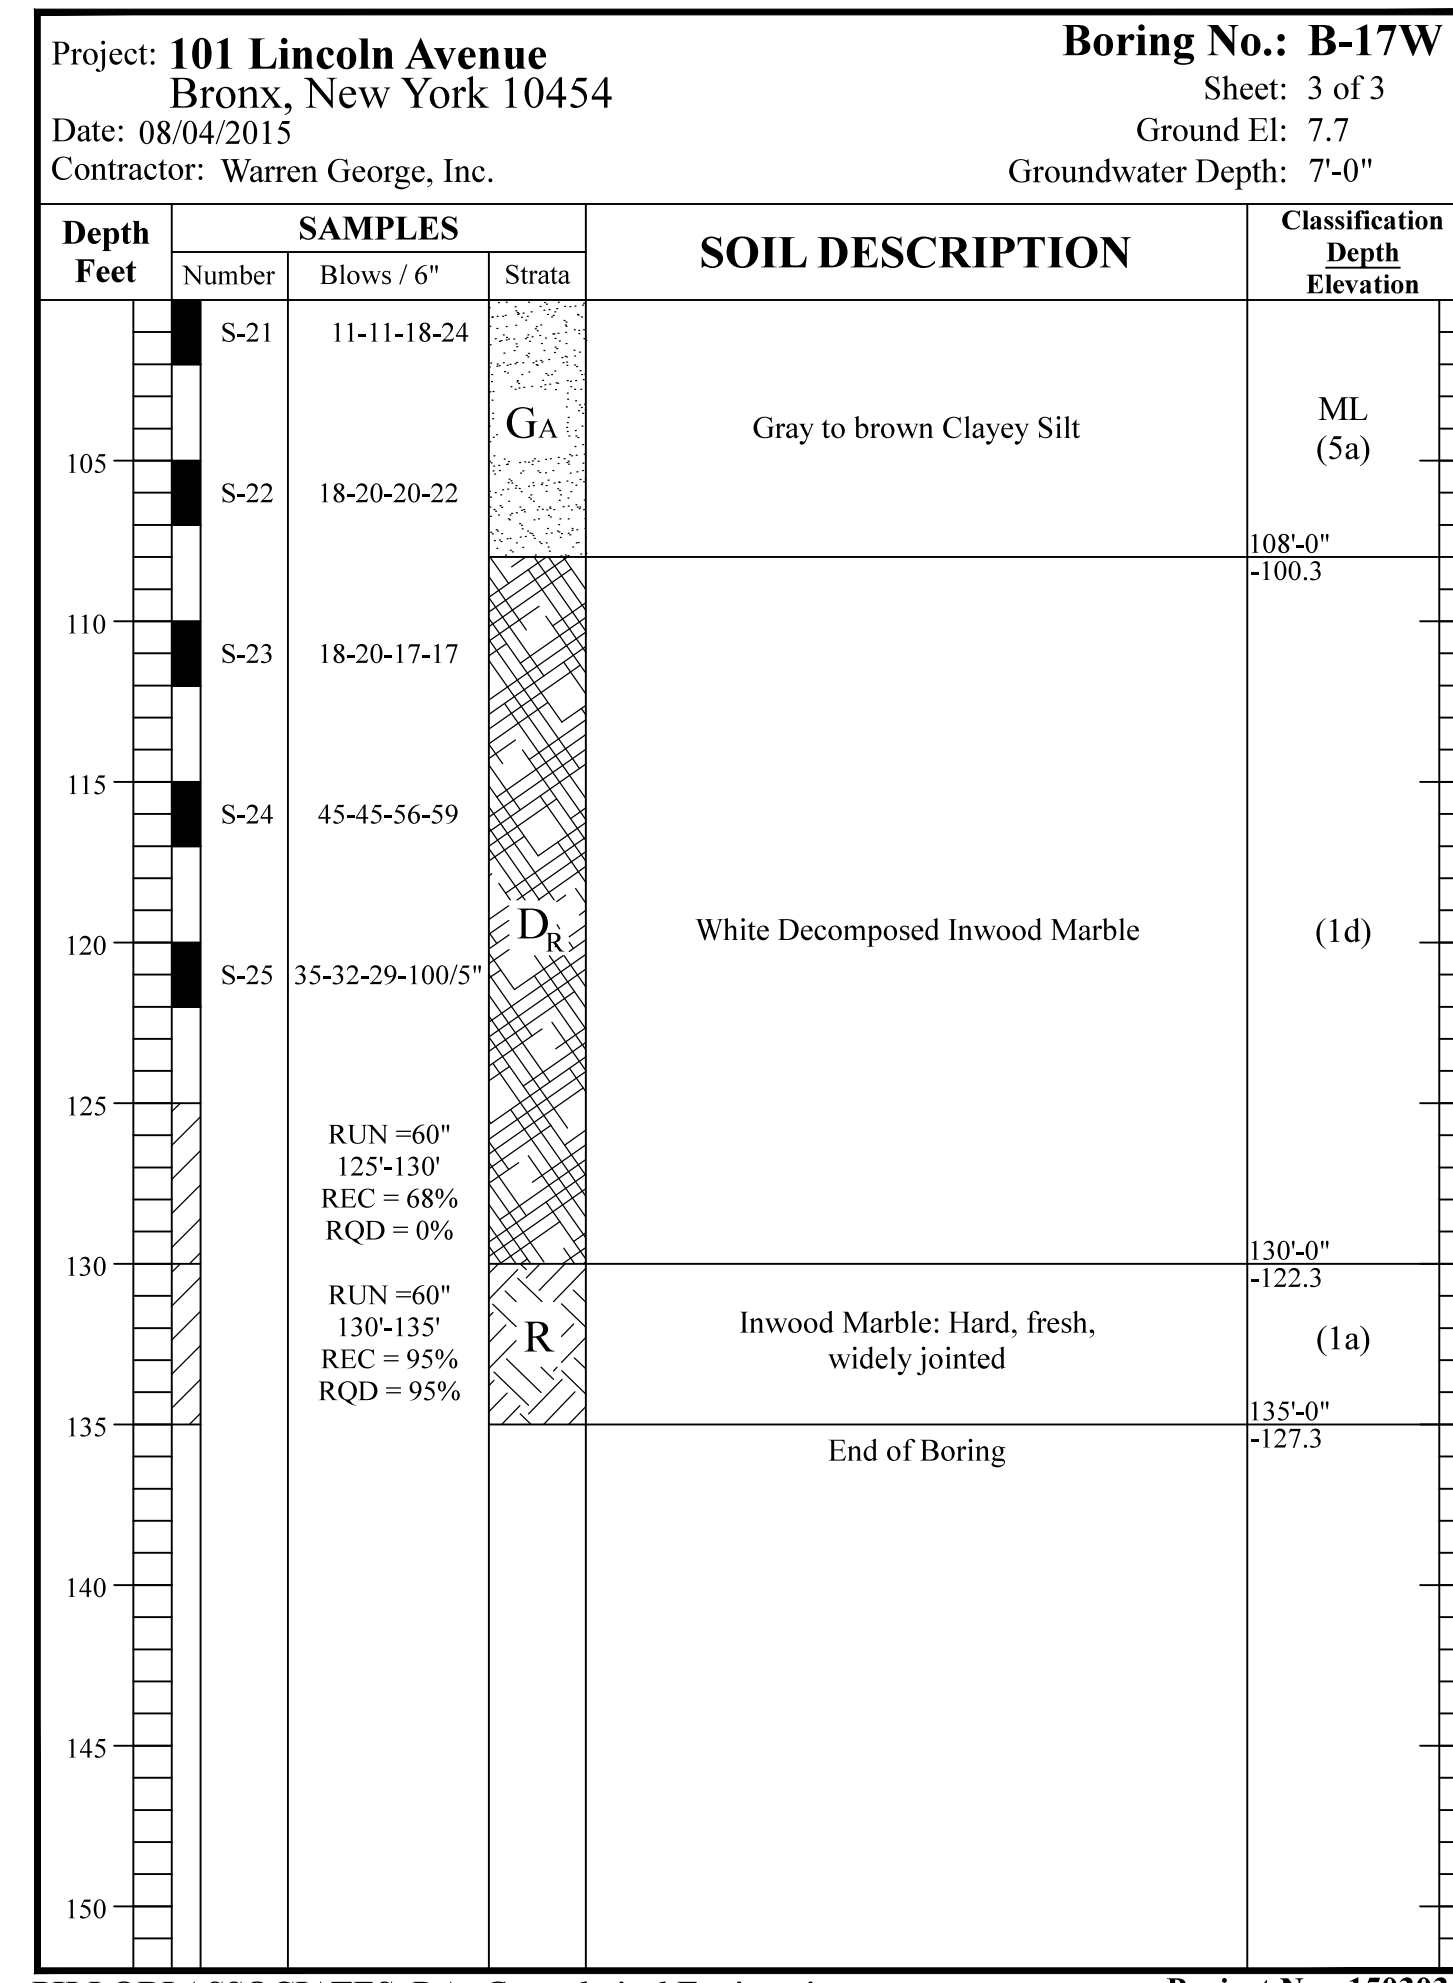 Project: 101 Lincoln Avenue
Bronx, New York 10454
Date: 08/04/2015
Contractor: Warren George, Inc.
Boring No.: B-17W
Sheet: 3 of 3
Ground El: 7.7
Groundwater Depth: 7'-0"
Depth
Feet
SAMPLES
Number
Blows / 6"
Strata
SOIL DESCRIPTION
Classification
Depth
Elevation
S-21 11-11-18-24
GA
Gray to brown Clayey Silt
ML
(5a)
105
S-22 18-20-20-22
108'-0"
-100.3
110
S-23 18-20-17-17
115
S-24 45-45-56-59
DR
White Decomposed Inwood Marble
(1d)
120
S-25 35-32-29-100/5"
125
RUN =60"
125'-130'
REC = 68%
RQD = 0%
130'-0"
130
-122.3
RUN =60"
130'-135'
REC = 95%
RQD = 95%
R
Inwood Marble: Hard, fresh,
widely jointed
(1a)
135'-0"
135
-127.3
End of Boring
140
145
150